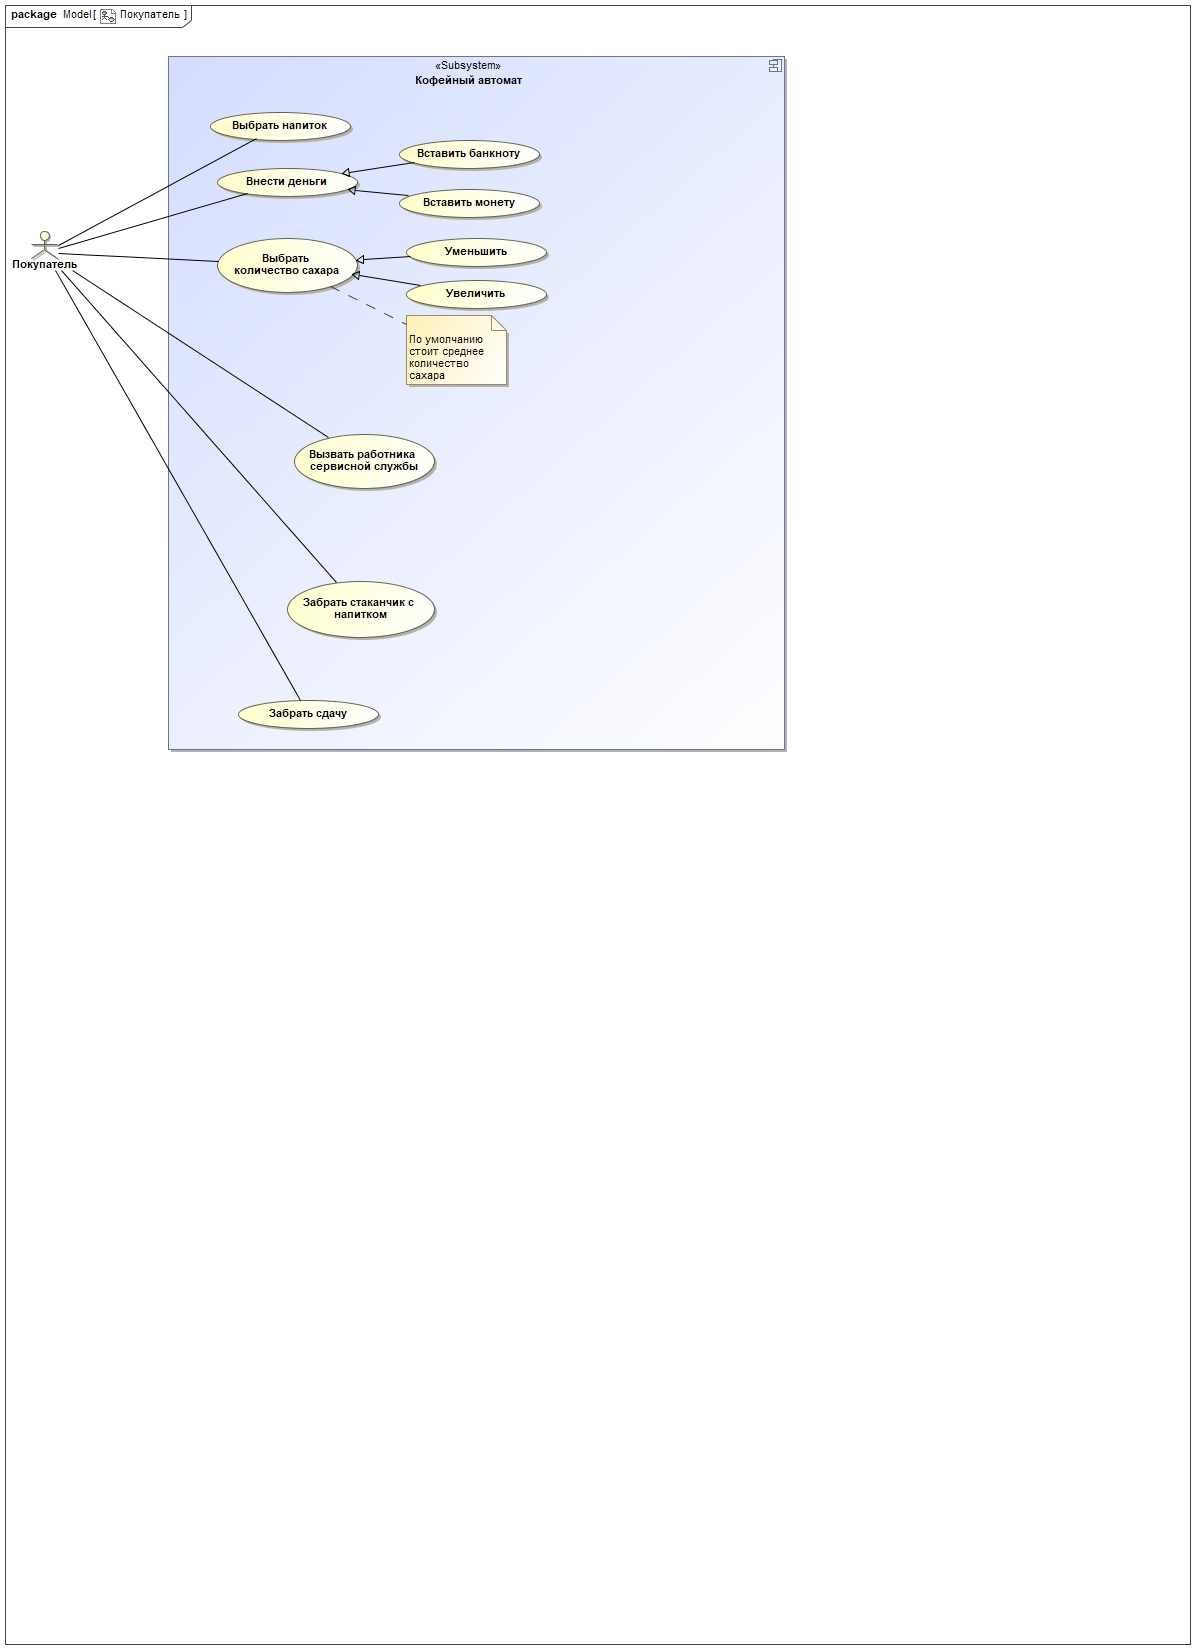 package Model[ Покупатель ]
«Subsystem»
Кофейный автомат
Выбрать напиток
Вставить банкноту
Внести деньги
Вставить монету
Покупатель
Выбрать
количество сахара
Уменьшить
Увеличить
По умолчанию
стоит среднее
количество
сахара
Вызвать работника
сервисной службы
Забрать стаканчик с
напитком
Забрать сдачу